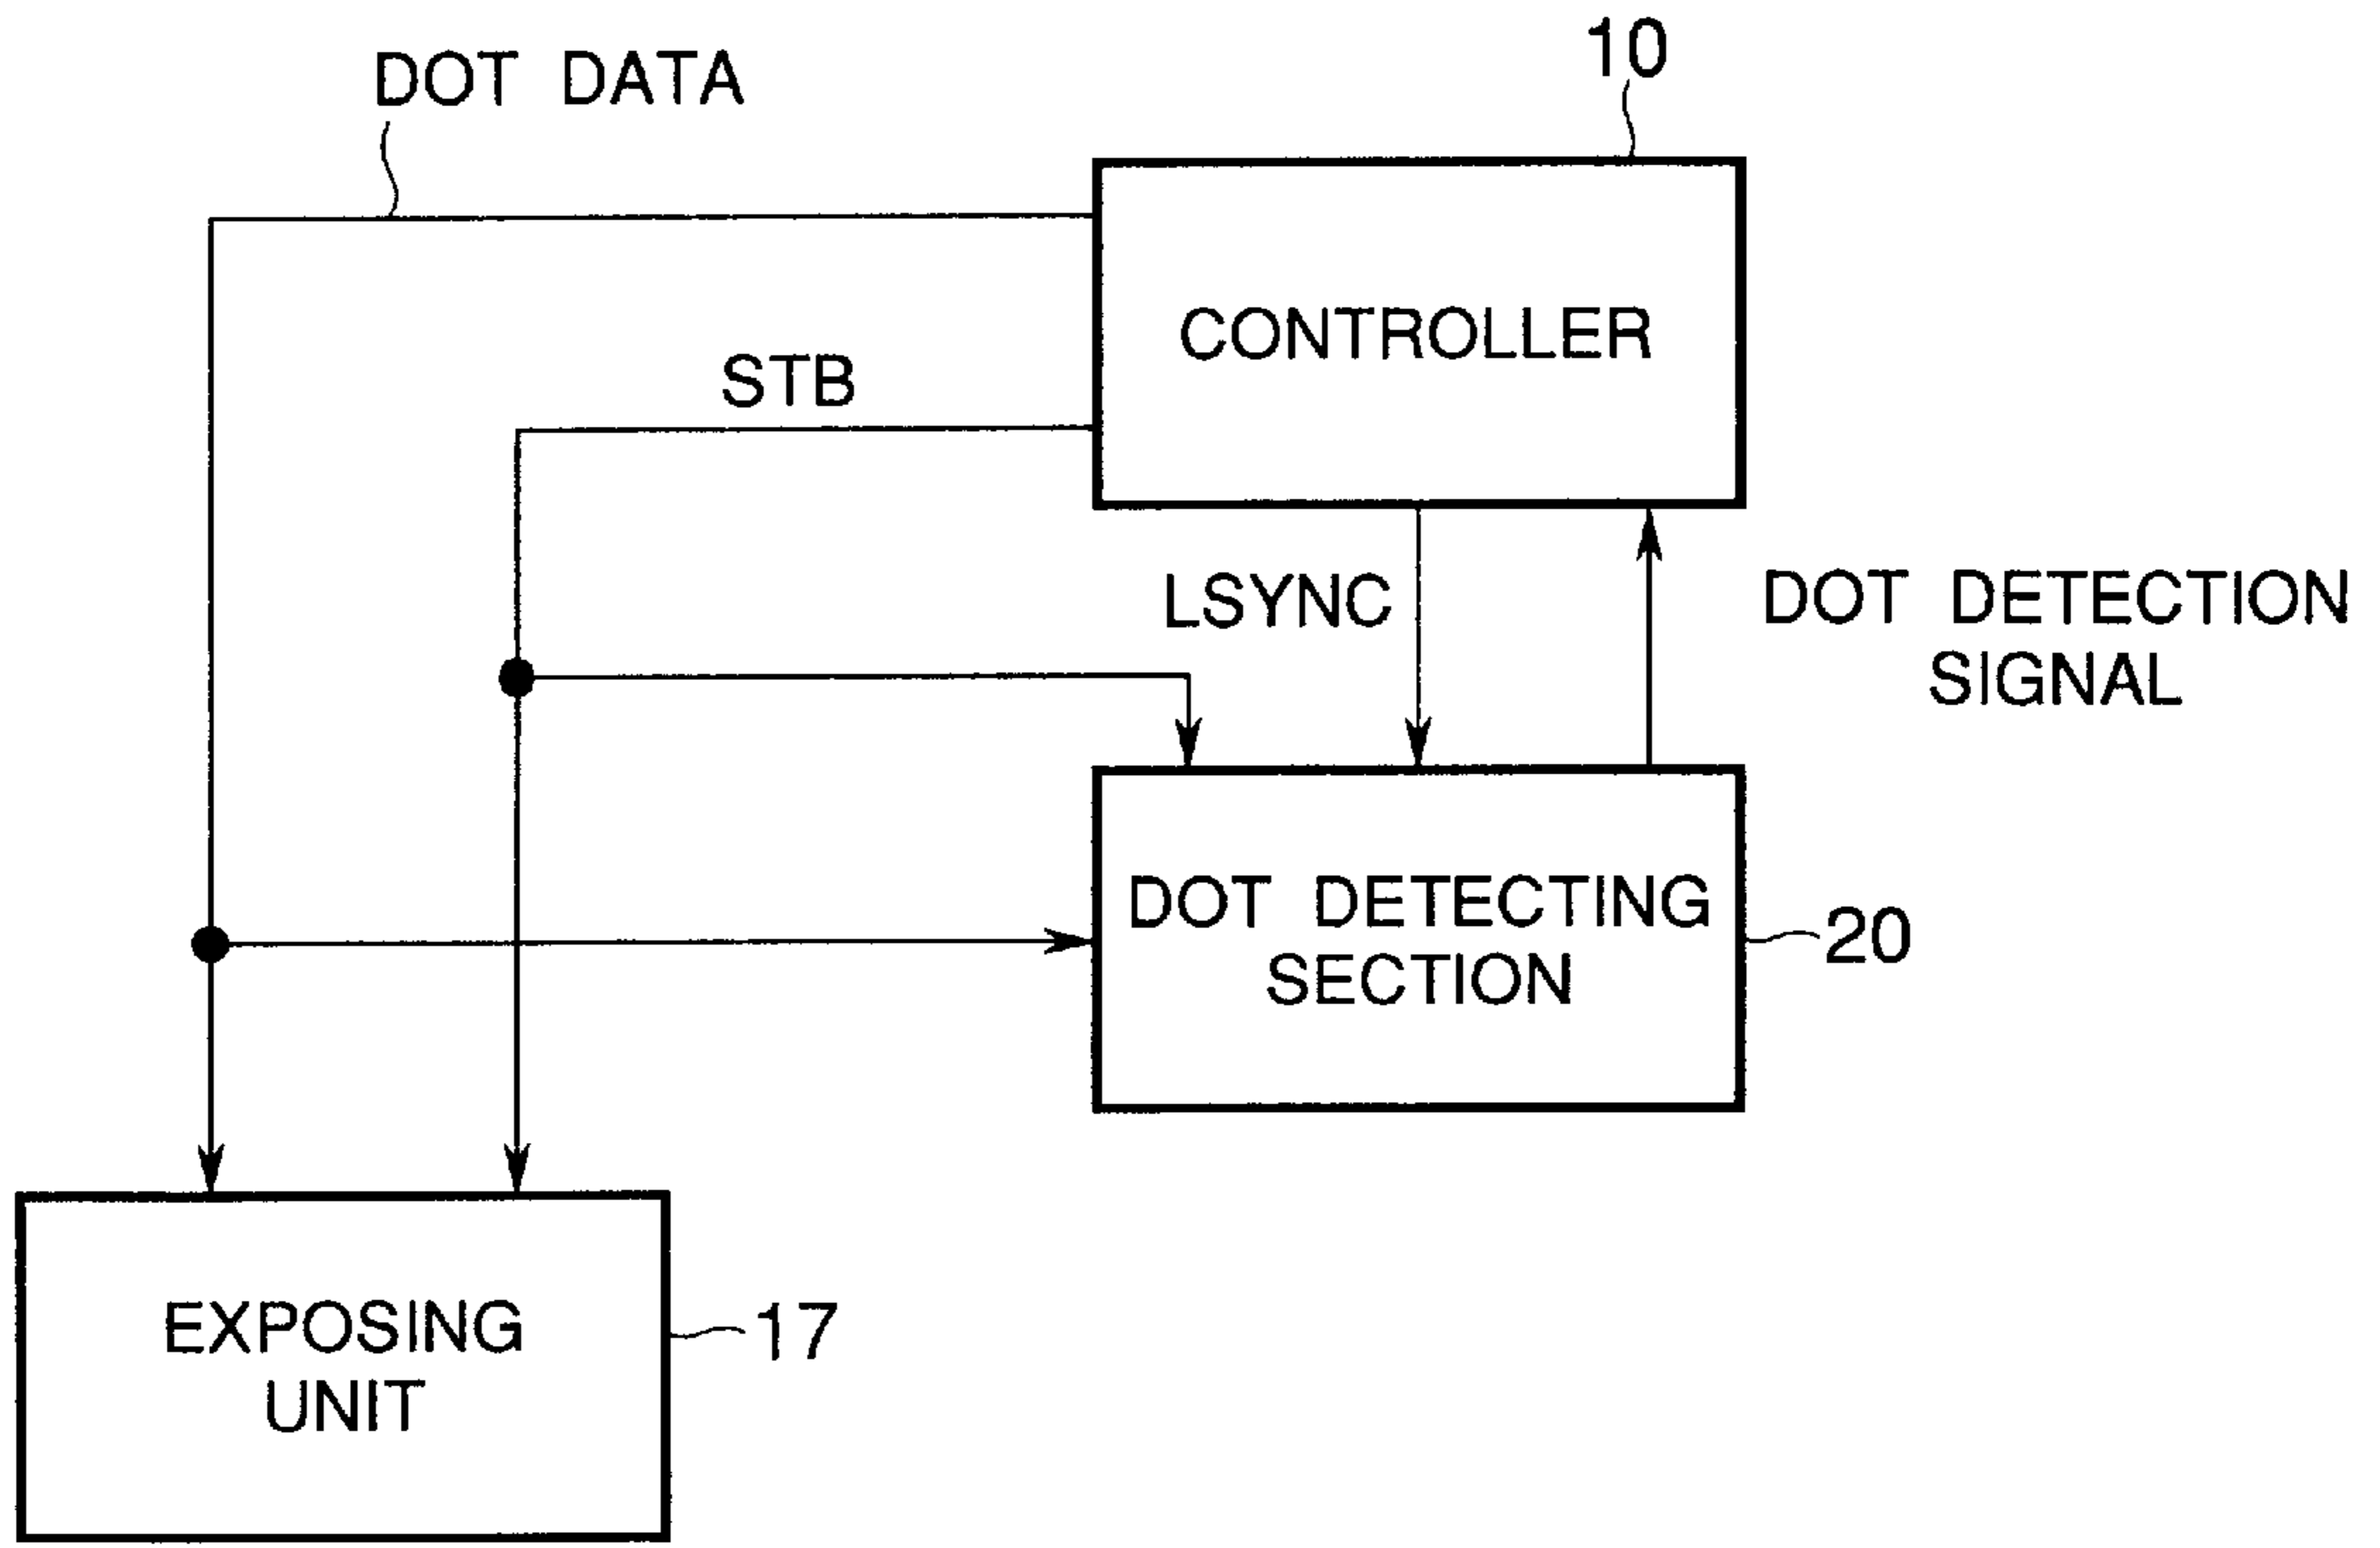 10
DOT DATA
CONTROLLER
STB
LSYNC
DOT DETECTION
SIGNAL
DOT DETECTING
SECTION
20
EXPOSING
UNIT
17